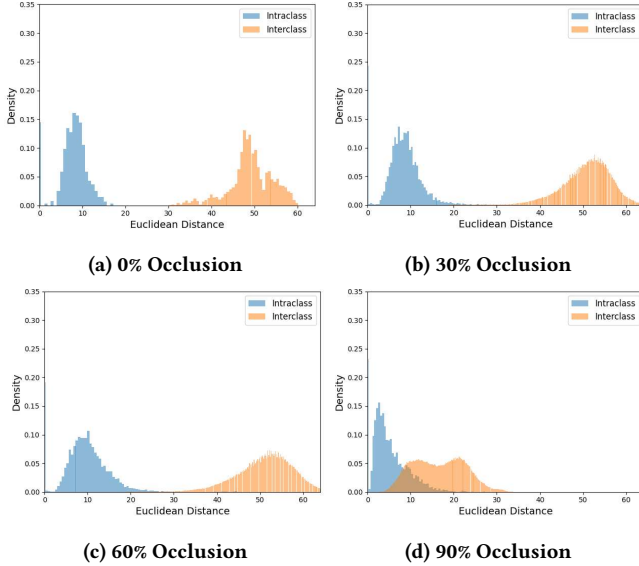 0.35
0.30
0.25
0.20
0.15
0.10
0.05
0.00
Density
Intraclass
Interclass
0 10 20 30 40 50 60
Euclidean Distance
(a) 0% Occlusion
0.35
0.30
0.25
0.20
0.15
0.10
0.05
0.00
Density
Intraclass
Interclass
0 10 20 30 40 50 60
Euclidean Distance
(b) 30% Occlusion
0.35
0.30
0.25
0.20
0.15
0.10
0.05
0.00
Density
Intraclass
Interclass
0 10 20 30 40 50 60
Euclidean Distance
(c) 60% Occlusion
0.35
0.30
0.25
0.20
0.15
0.10
0.05
0.00
Density
Intraclass
Interclass
0 10 20 30 40 50 60
Euclidean Distance
(d) 90% Occlusion